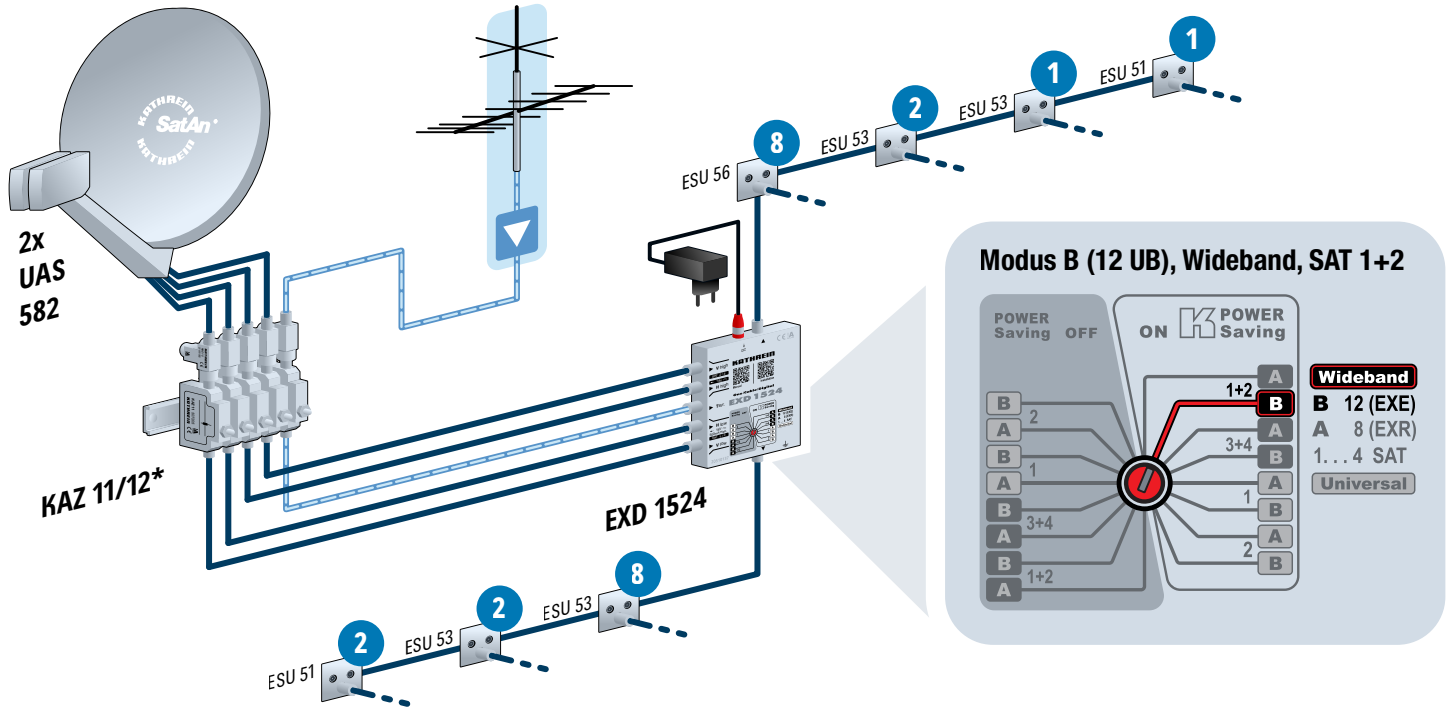 KATHREIN
SatAn
KATHREIN
2x
UAS
582
KAZ 11/12*
1
ESU 51
1
ESU 53
2
ESU 53
8
ESU 56
KATHREIN
EXD 1524
EXD 1524
8
ESU 53
2
ESU 53
2
ESU 51
Modus B (12 UB), Wideband, SAT 1+2
POWER
Saving OFF
ON K POWER
Saving
B
2
A
B
1
A
B
3+4
A
B
1+2
A
A
1+2
B
A
3+4
B
A
1
B
A
2
B
Wideband
B 12 (EXE)
A 8 (EXR)
1...4 SAT
Universal